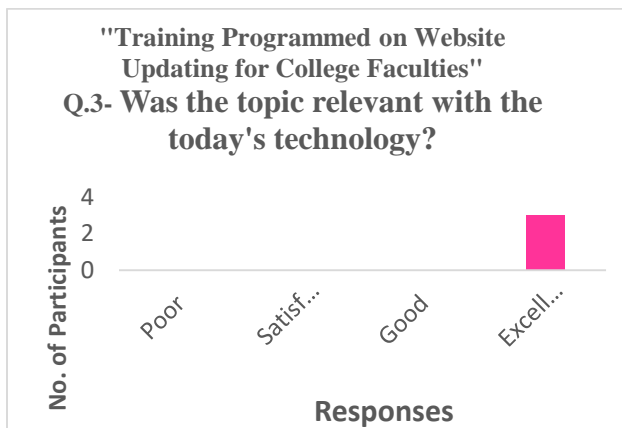 "Training Programmed on Website
Updating for College Faculties"
Q.3- Was the topic relevant with the
today's technology?
No. of Participants
4
2
0
Poor
Satisf...
Good
Excell...
Responses